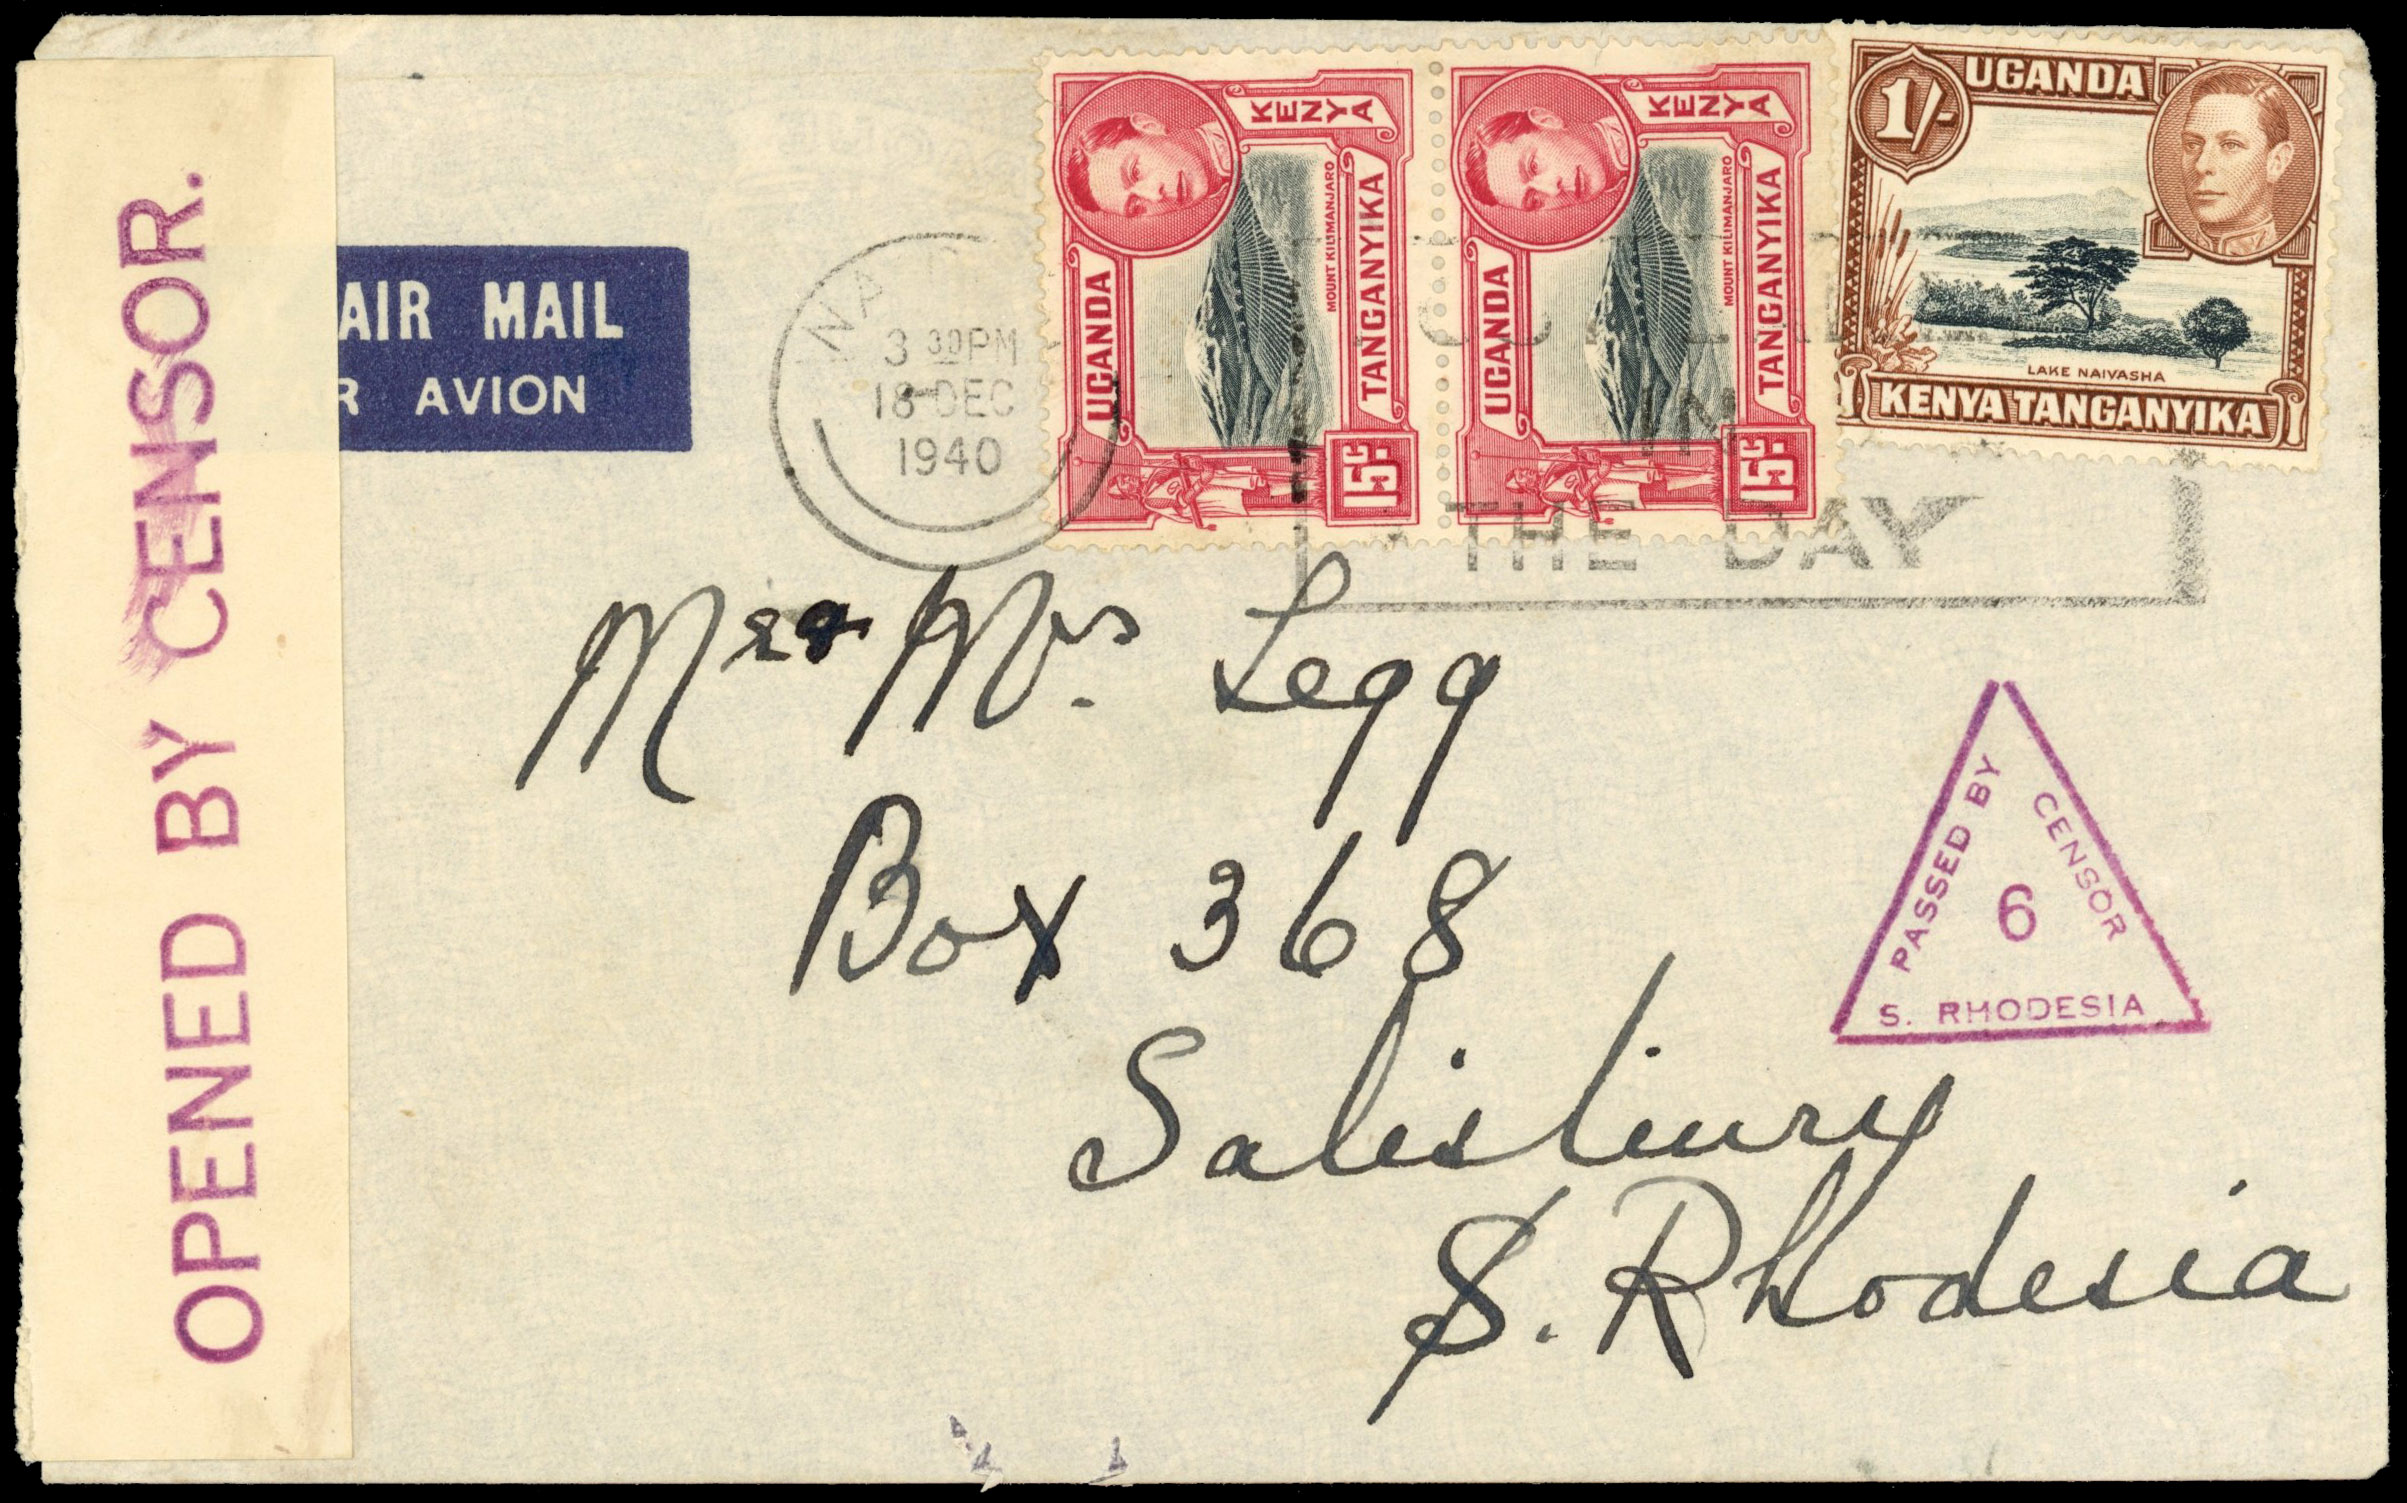 OPENED BY CENSOR.
AIR MAIL
R AVION
3 30PM
18 DEC
1940
KENYA
UGANDA
TANGANYIKA
MOUNT KILIMANJARO
15c.
KENYA
UGANDA
TANGANYIKA
MOUNT KILIMANJARO
15c.
1/-
UGANDA
LAKE NAIVASHA
KENYA TANGANYIKA
IN
THE DAY
Mr & Mrs. Legg
Box 368
Salisbury
S. Rhodesia
PASSED BY CENSOR
6
S. RHODESIA